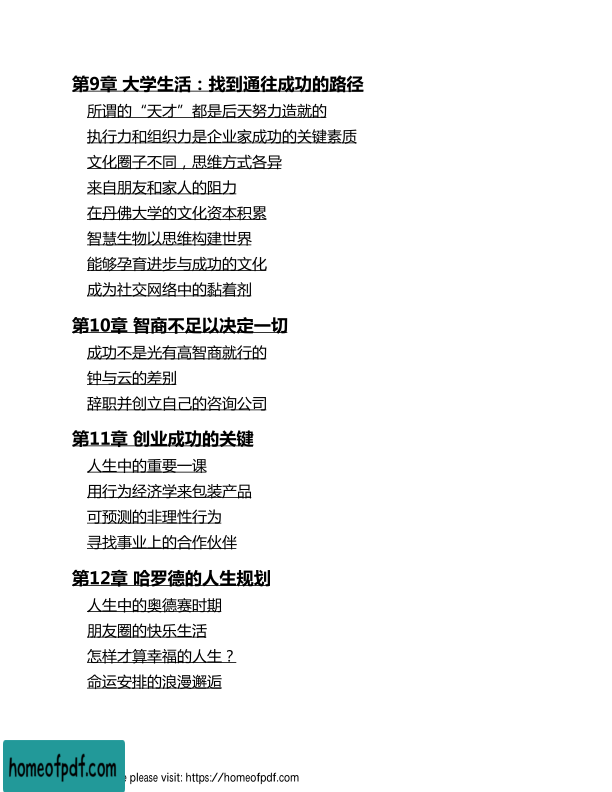 第9章 大学生活：找到通往成功的路径
所谓的“天才”都是后天努力造就的
执行力和组织力是企业家成功的关键素质
文化圈子不同，思维方式各异
来自朋友和家人的阻力
在丹佛大学的文化资本积累
智慧生物以思维构建世界
能够孕育进步与成功的文化
成为社交网络中的黏着剂
第10章 智商不足以决定一切
成功不是光有高智商就行的
钟与云的差别
辞职并创立自己的咨询公司
第11章 创业成功的关键
人生中的重要一课
用行为经济学来包装产品
可预测的非理性行为
寻找事业上的合作伙伴
第12章 哈罗德的人生规划
人生中的奥德赛时期
朋友圈的快乐生活
怎样才算幸福的人生？
命运安排的浪漫邂逅
homeofpdf.com
please visit: https://homeofpdf.com